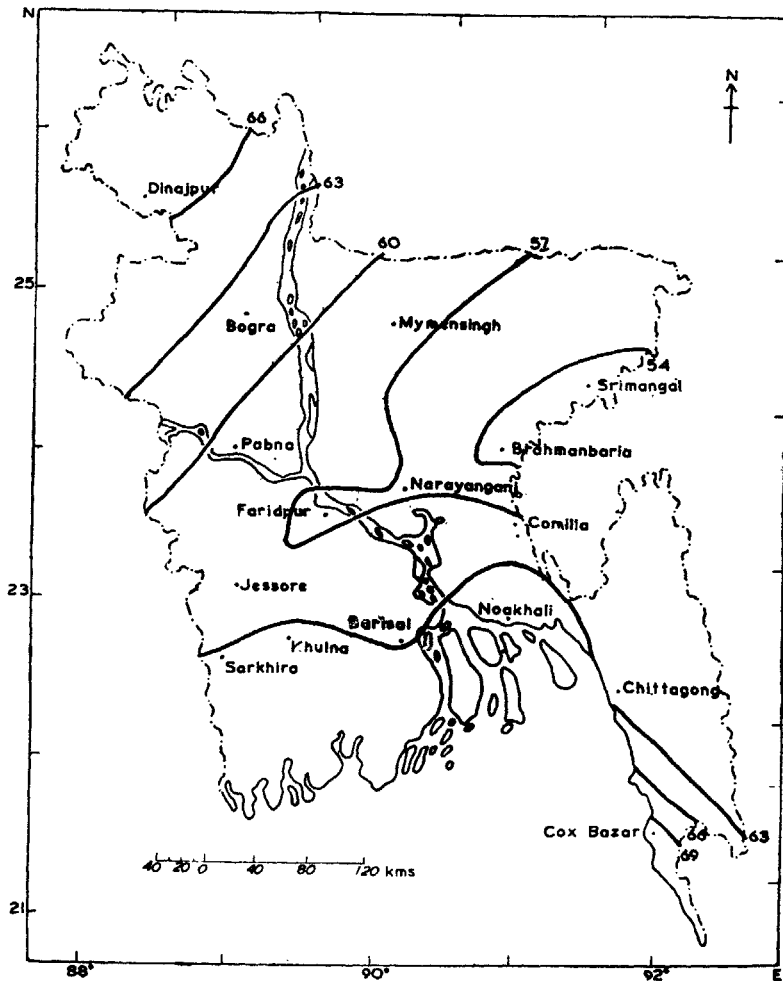 N
N
66
63
Dinajpur
60
57
25
Bogra
Mymensingh
54
Srimangal
Brahmanbaria
Pabna
Narayanganj
Faridpur
Comilla
23
Jessore
Noakhali
Barisal
Khulna
Sarkhira
Chittagong
Cox Bazar
66
63
69
40 20 0 40 80 120 kms
21
88° 90° 92° E